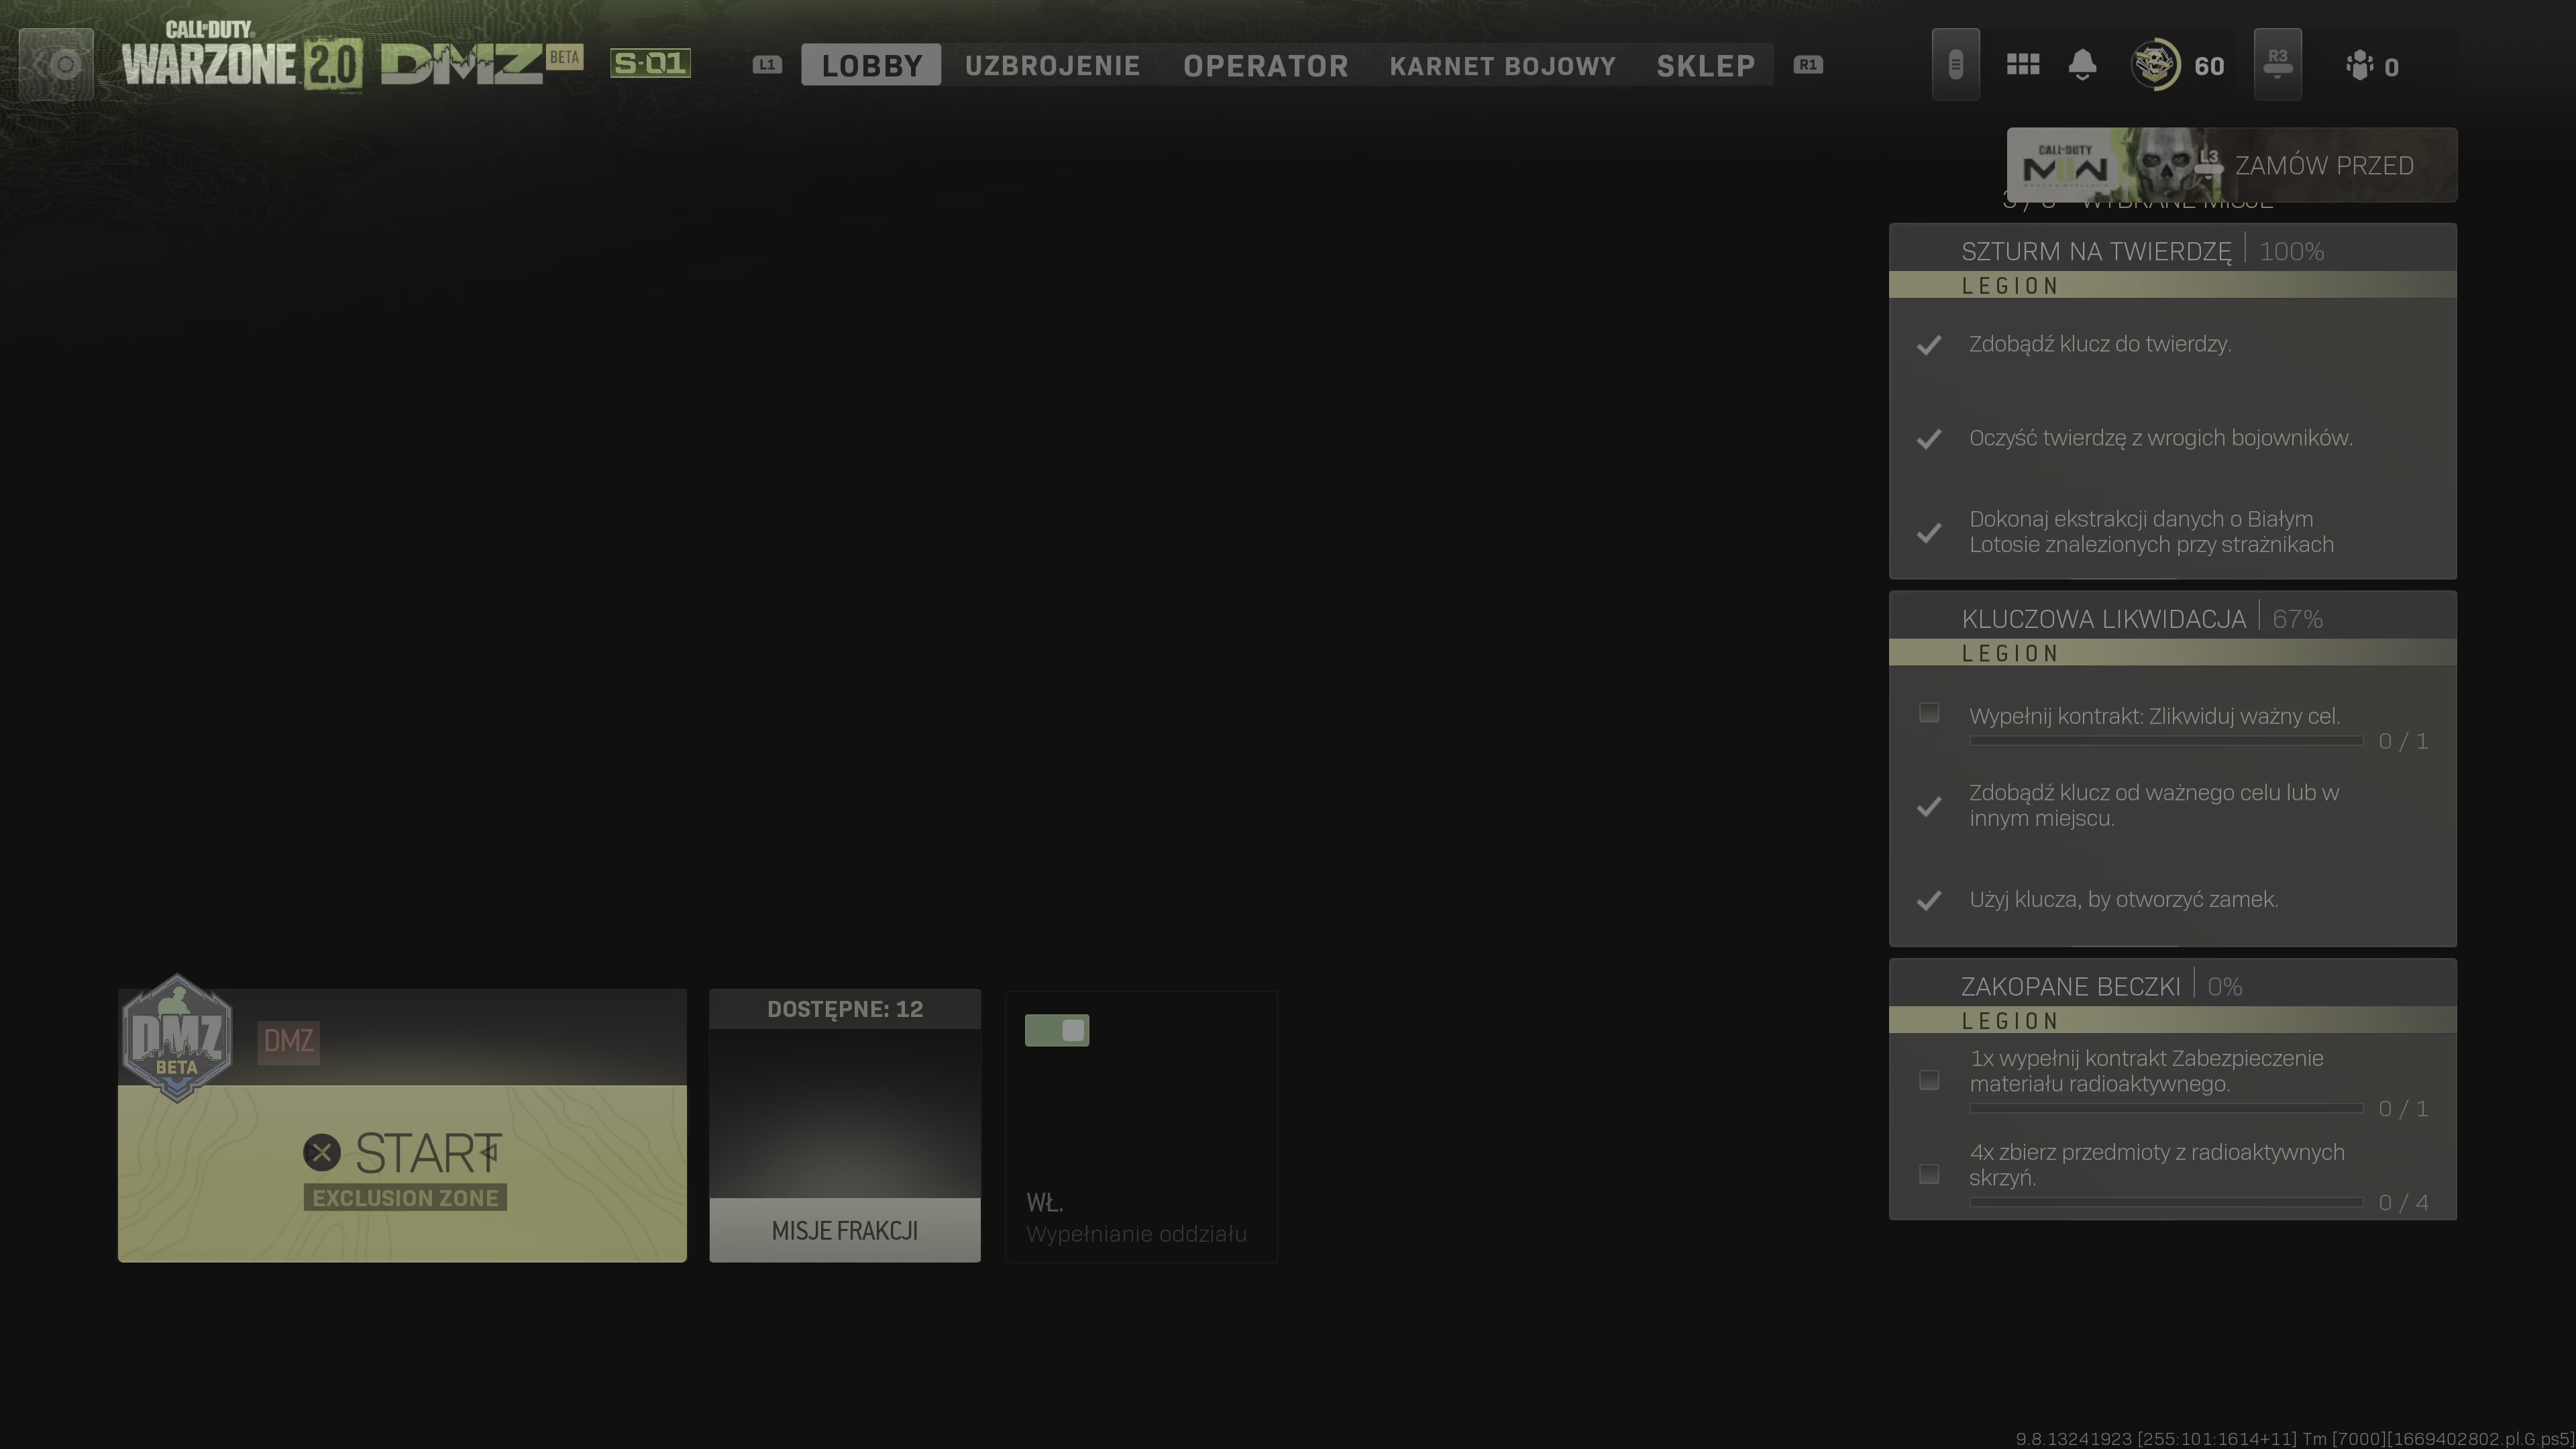 CALL OF DUTY
WARZONE 2.0 DMZ BETA S-01
L1 LOBBY UZBROJENIE OPERATOR KARNET BOJOWY SKLEP R1
60 R3 0
CALL OF DUTY
MWII L3 ZAMÓW PRZED
WYBRANE MISJE
SZTURM NA TWIERDZĘ | 100%
LEGION
Zdobądź klucz do twierdzy.
Oczyść twierdzę z wrogich bojowników.
Dokonaj ekstrakcji danych o Białym
Lotosie znalezionych przy strażnikach
KLUCZOWA LIKWIDACJA | 67%
LEGION
Wypełnij kontrakt: Zlikwiduj ważny cel.
0 / 1
Zdobądź klucz od ważnego celu lub w
innym miejscu.
Użyj klucza, by otworzyć zamek.
ZAKOPANE BECZKI | 0%
LEGION
1x wypełnij kontrakt Zabezpieczenie
materiału radioaktywnego.
0 / 1
4x zbierz przedmioty z radioaktywnych
skrzyń.
0 / 4
DMZ
BETA
DMZ
START
EXCLUSION ZONE
DOSTĘPNE: 12
MISJE FRAKCJI
WŁ.
Wypełnianie oddziału
9.8.13241923 [255:101:1614+11] Tm [7000][1669402802.pl.G.ps5]